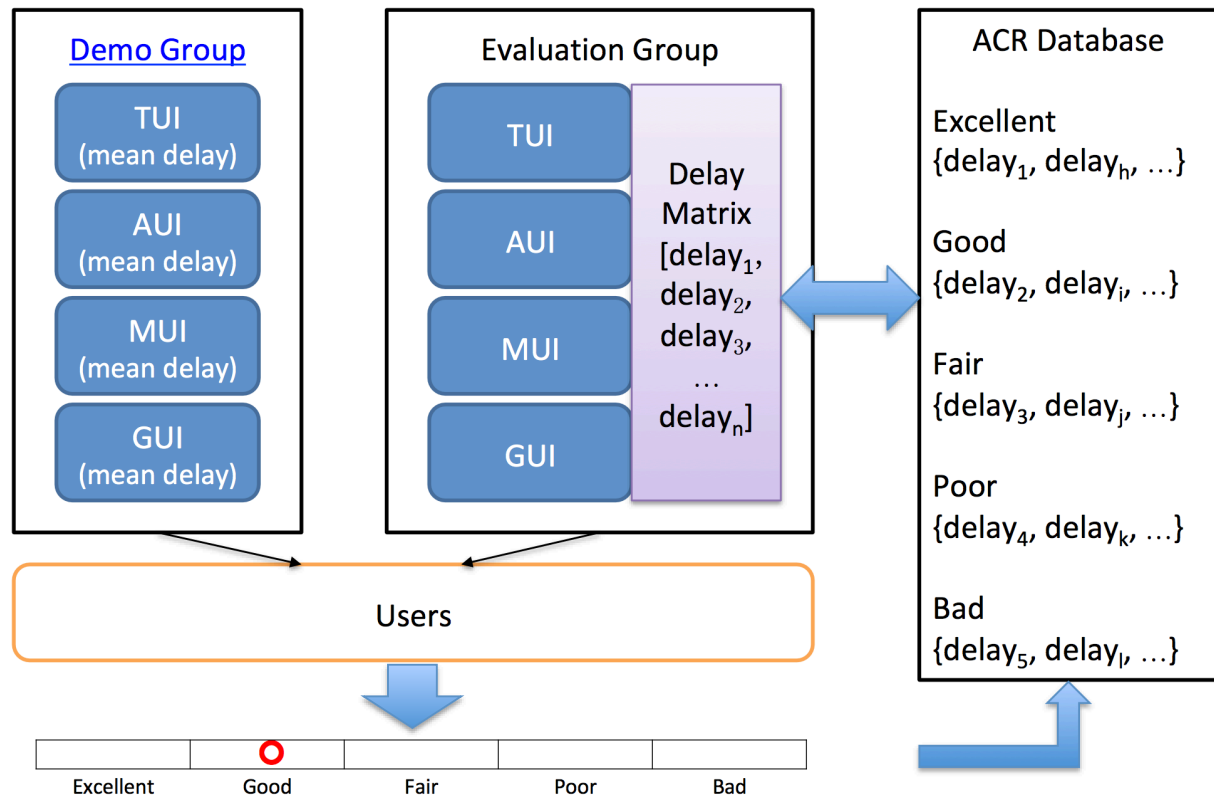 Demo Group
TUI
(mean delay)
AUI
(mean delay)
MUI
(mean delay)
GUI
(mean delay)
Evaluation Group
TUI
AUI
MUI
GUI
Delay
Matrix
[delay₁,
delay₂,
delay₃,
…
delayₙ]
ACR Database
Excellent
{delay₁, delayₕ, …}
Good
{delay₂, delayᵢ, …}
Fair
{delay₃, delayⱼ, …}
Poor
{delay₄, delayₖ, …}
Bad
{delay₅, delayₗ, …}
Users
Excellent
Good
Fair
Poor
Bad